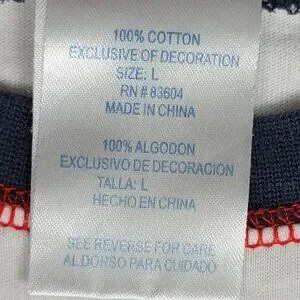 100% COTTON
EXCLUSIVE OF DECORATION
SIZE: L
RN # 83604
MADE IN CHINA
100% ALGODON
EXCLUSIVO DE DECORACION
TALLA: L
HECHO EN CHINA
SEE REVERSE FOR CARE
AL DORSO PARA CUIDADO